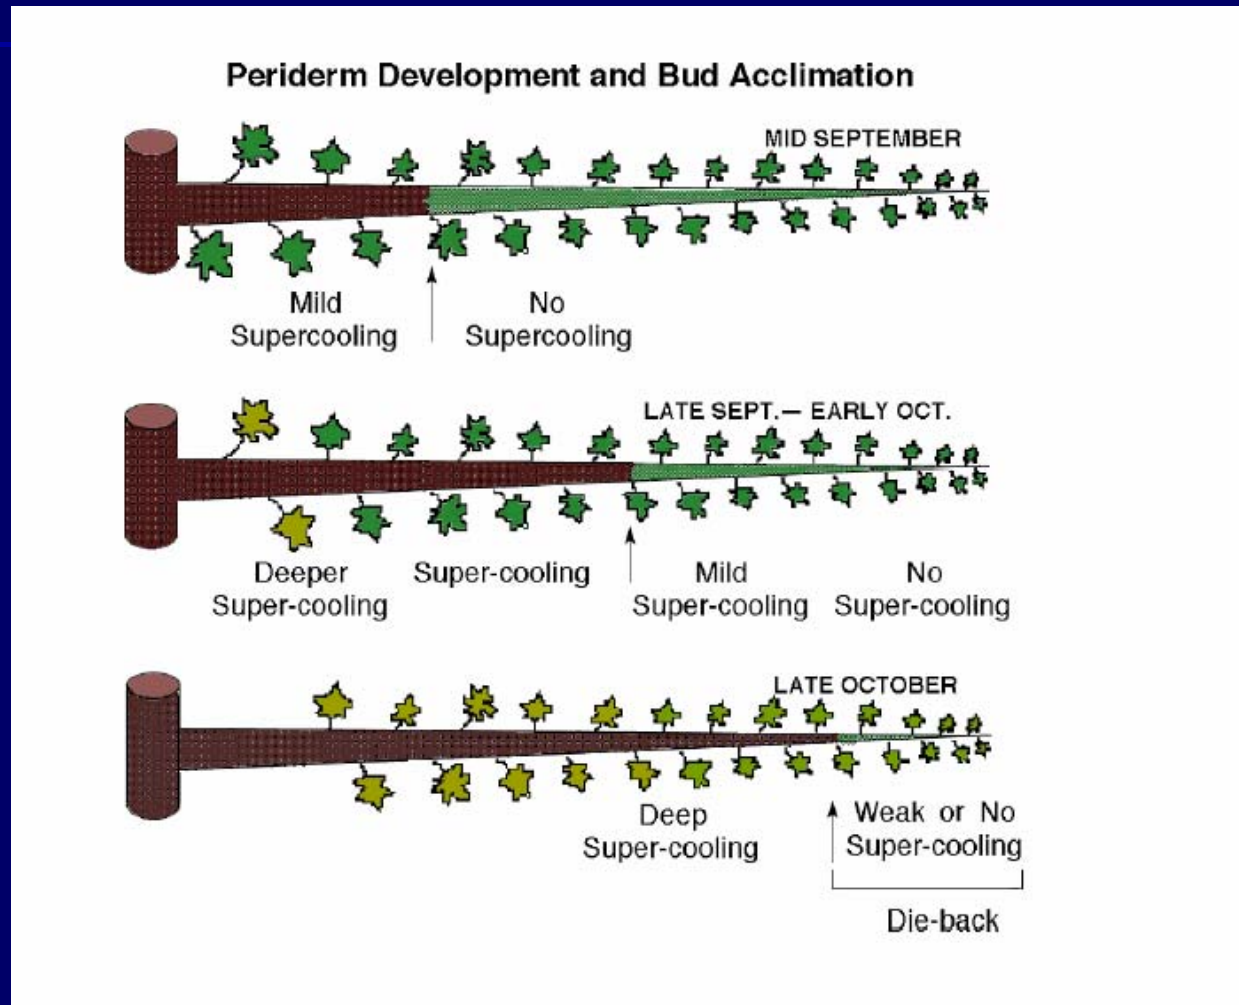 Periderm Development and Bud Acclimation
MID SEPTEMBER
Mild
Supercooling
No
Supercooling
LATE SEPT.— EARLY OCT.
Deeper
Super-cooling
Super-cooling
Mild
Super-cooling
No
Super-cooling
LATE OCTOBER
Deep
Super-cooling
Weak or No
Super-cooling
Die-back